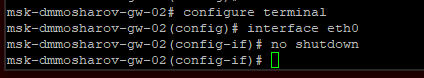 msk-dmmosharov-gw-02# configure terminal
msk-dmmosharov-gw-02(config)# interface eth0
msk-dmmosharov-gw-02(config-if)# no shutdown
msk-dmmosharov-gw-02(config-if)#